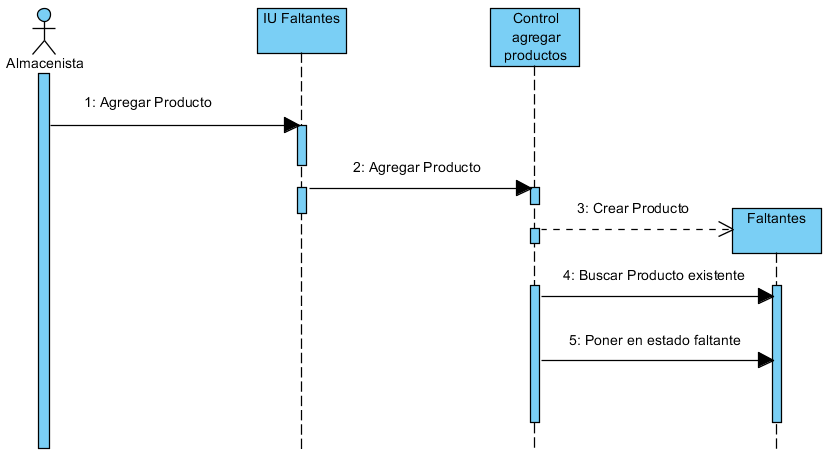 IU Faltantes
Control
agregar
productos
Almacenista
1: Agregar Producto
2: Agregar Producto
3: Crear Producto
Faltantes
4: Buscar Producto existente
5: Poner en estado faltante